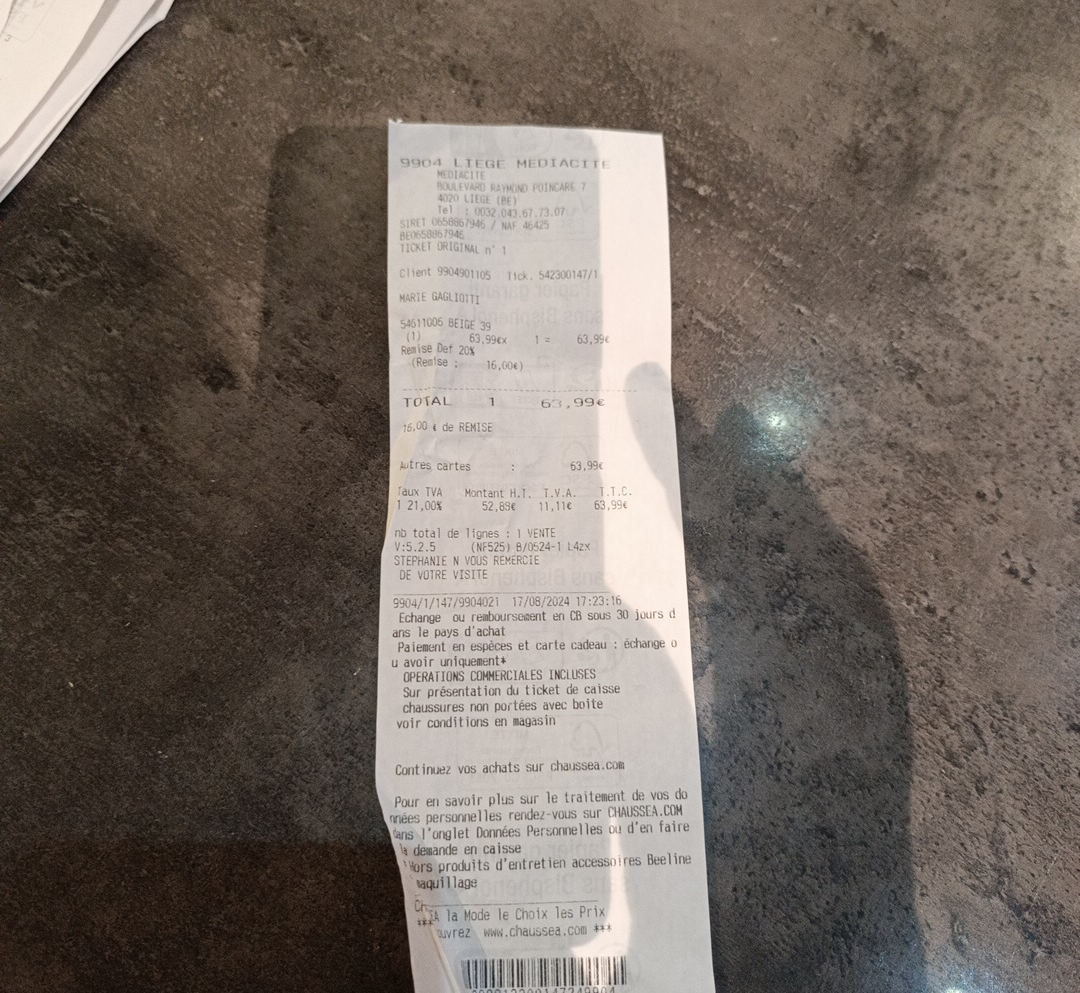 9904 LIEGE MEDIACITE
MEDIACITE
BOULEVARD RAYMOND POINCARE 7
4020 LIEGE (BE)
Tel : 0032.043.67.73.07
SIRET 0658867946 / NAF 46425
BE0658867946
TICKET ORIGINAL n° 1
Client 9904901105 Tick. 542300147/1
MARIE GAGLIOTTI
54611006 BEIGE 39
(1) 63,99€x 1 = 63,99€
Remise Def 20%
(Remise : 16,00€)
TOTAL 1 63,99€
16,00 € de REMISE
Autres cartes : 63,99€
Taux TVA Montant H.T. T.V.A. T.T.C.
1 21,00% 52,88€ 11,11€ 63,99€
nb total de lignes : 1 VENTE
V:5.2.5 (NF525) B/0524-1 L4zx
STEPHANIE N VOUS REMERCIE
DE VOTRE VISITE
9904/1/147/9904021 17/08/2024 17:23:16
Echange ou remboursement en CB sous 30 jours d
ans le pays d'achat
Paiement en espèces et carte cadeau : échange o
u avoir uniquement*
OPERATIONS COMMERCIALES INCLUSES
Sur présentation du ticket de caisse
chaussures non portées avec boîte
voir conditions en magasin
Continuez vos achats sur chaussea.com
Pour en savoir plus sur le traitement de vos do
nnées personnelles rendez-vous sur CHAUSSEA.COM
dans l'onglet Données Personnelles ou d'en faire
la demande en caisse
Hors produits d'entretien accessoires Beeline
maquillage
la Mode le Choix les Prix
*** www.chaussea.com ***